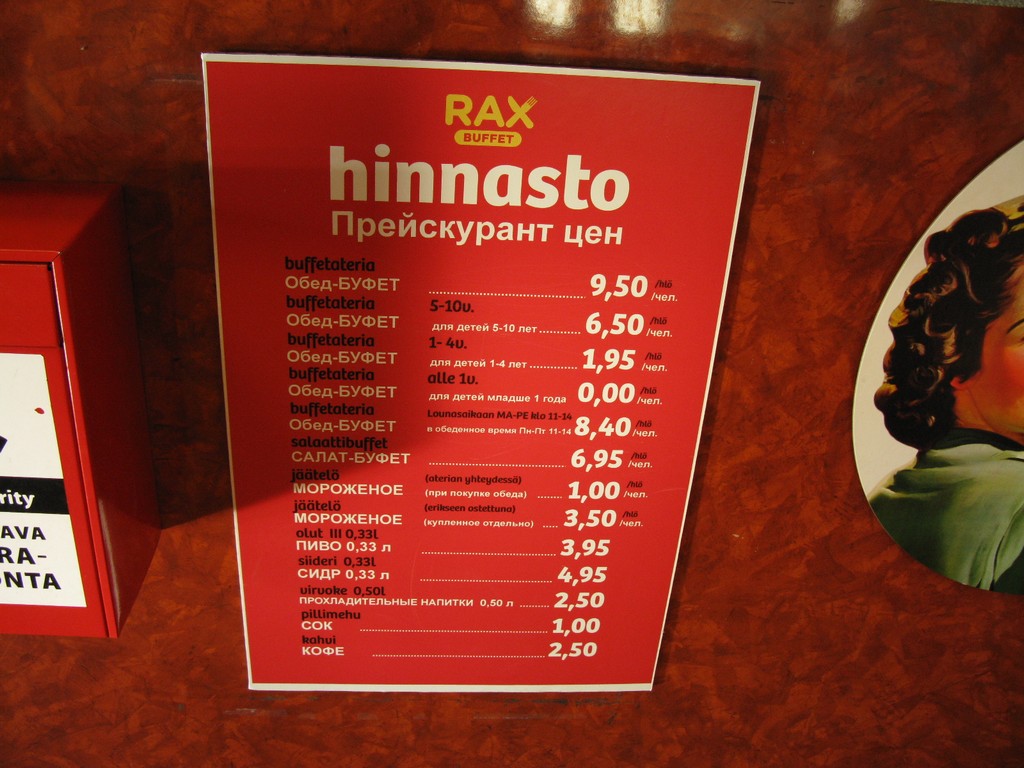 RAX
BUFFET
hinnasto
Прейскурант цен
buffetateria
Обед-БУФЕТ ... 9,50 /hlö /чел.
buffetateria 5-10v.
Обед-БУФЕТ для детей 5-10 лет ... 6,50 /hlö /чел.
buffetateria 1- 4v.
Обед-БУФЕТ для детей 1-4 лет ... 1,95 /hlö /чел.
buffetateria alle 1v.
Обед-БУФЕТ для детей младше 1 года 0,00 /hlö /чел.
buffetateria Lounasaikaan MA-PE klo 11-14
Обед-БУФЕТ в обеденное время Пн-Пт 11-14 8,40 /hlö /чел.
salaattibuffet
САЛАТ-БУФЕТ ... 6,95 /hlö /чел.
jäätelö (aterian yhteydessä)
МОРОЖЕНОЕ (при покупке обеда) ... 1,00 /hlö /чел.
jäätelö (erikseen ostettuna)
МОРОЖЕНОЕ (купленное отдельно) ... 3,50 /hlö /чел.
olut III 0,33l
ПИВО 0,33 л ... 3,95
siideri 0,33l
СИДР 0,33 л ... 4,95
virvoke 0,50l
ПРОХЛАДИТЕЛЬНЫЕ НАПИТКИ 0,50 л ... 2,50
pillimehu
СОК ... 1,00
kahvi
КОФЕ ... 2,50
rity
AVA
RA-
NTA